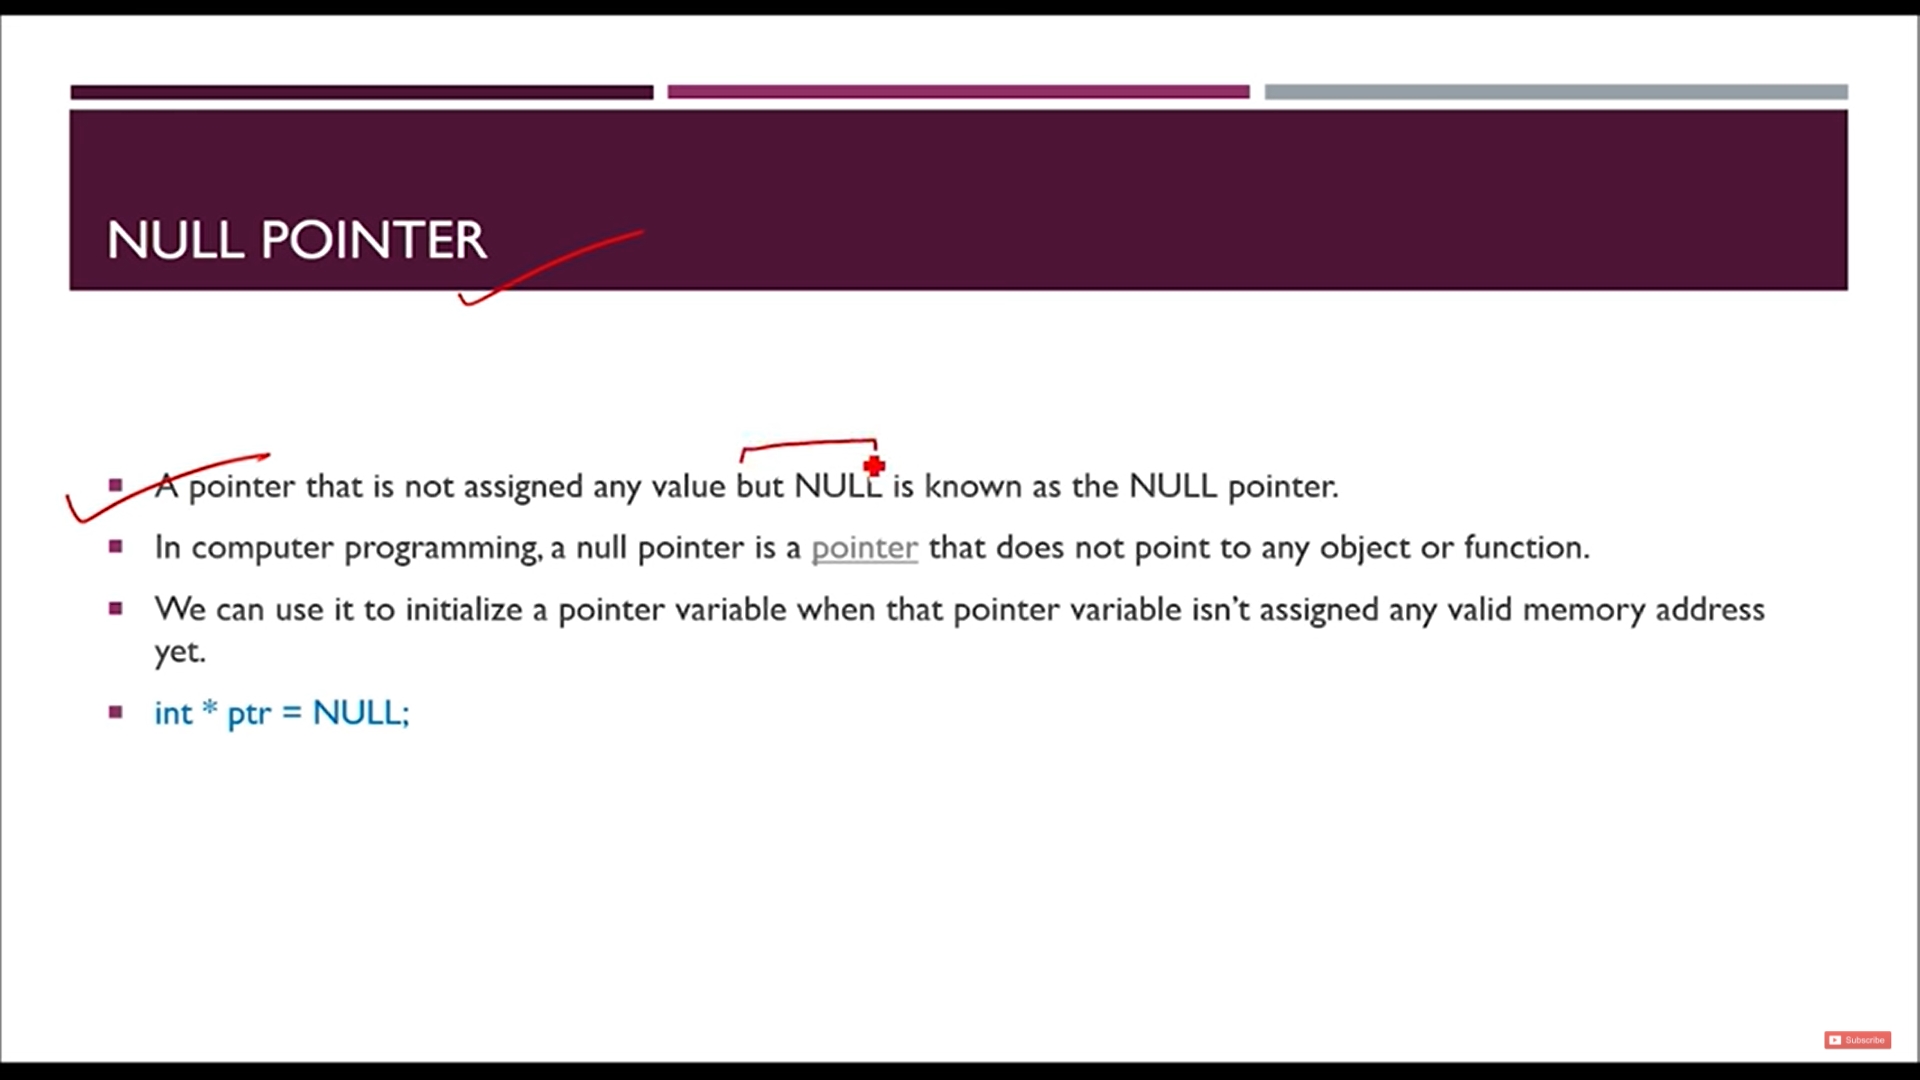 NULL POINTER
A pointer that is not assigned any value but NULL is known as the NULL pointer.
In computer programming, a null pointer is a pointer that does not point to any object or function.
We can use it to initialize a pointer variable when that pointer variable isn't assigned any valid memory address
yet.
int * ptr = NULL;
Subscribe